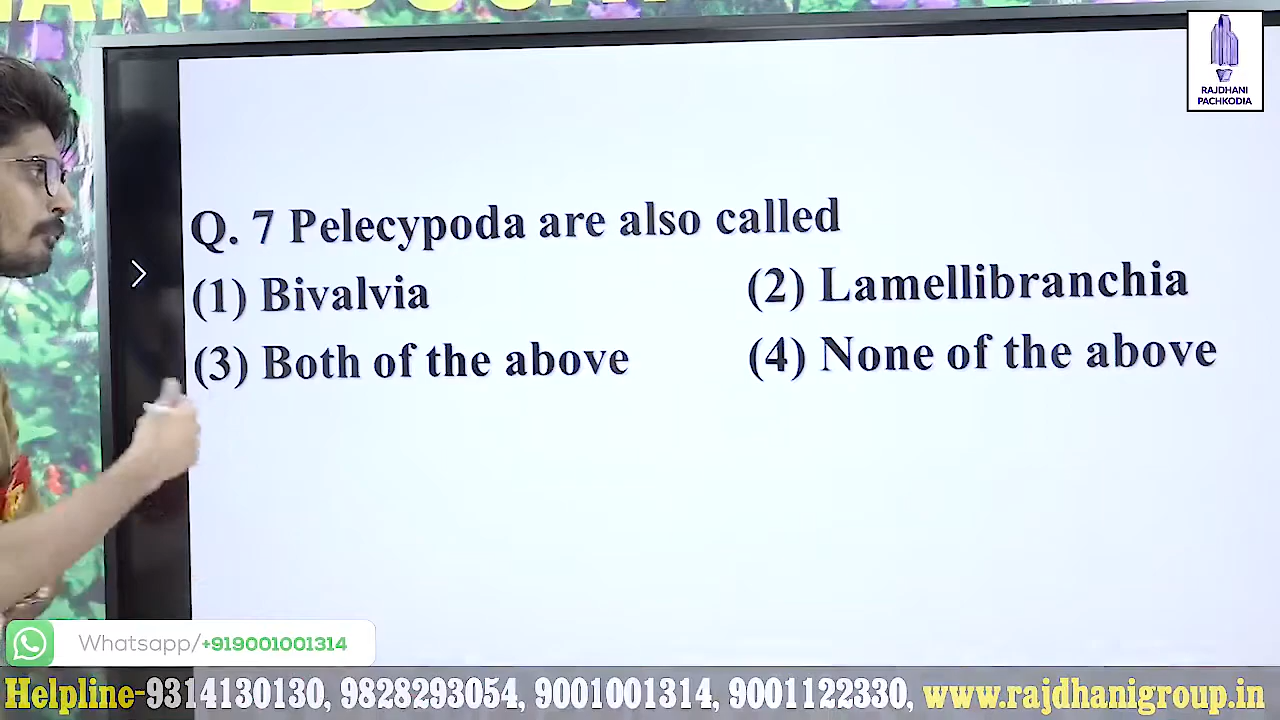 RAJDHANI
PACHKODIA
Q. 7 Pelecypoda are also called
(1) Bivalvia (2) Lamellibranchia
(3) Both of the above (4) None of the above
Whatsapp/+919001001314
Helpline-9314130130, 9828293054, 9001001314, 9001122330, www.rajdhanigroup.in